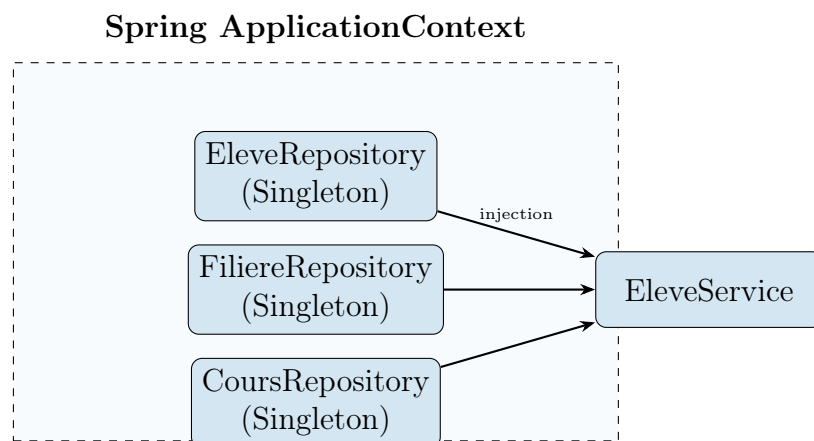 Spring ApplicationContext
EleveRepository
(Singleton)
injection
FiliereRepository
(Singleton)
EleveService
CoursRepository
(Singleton)